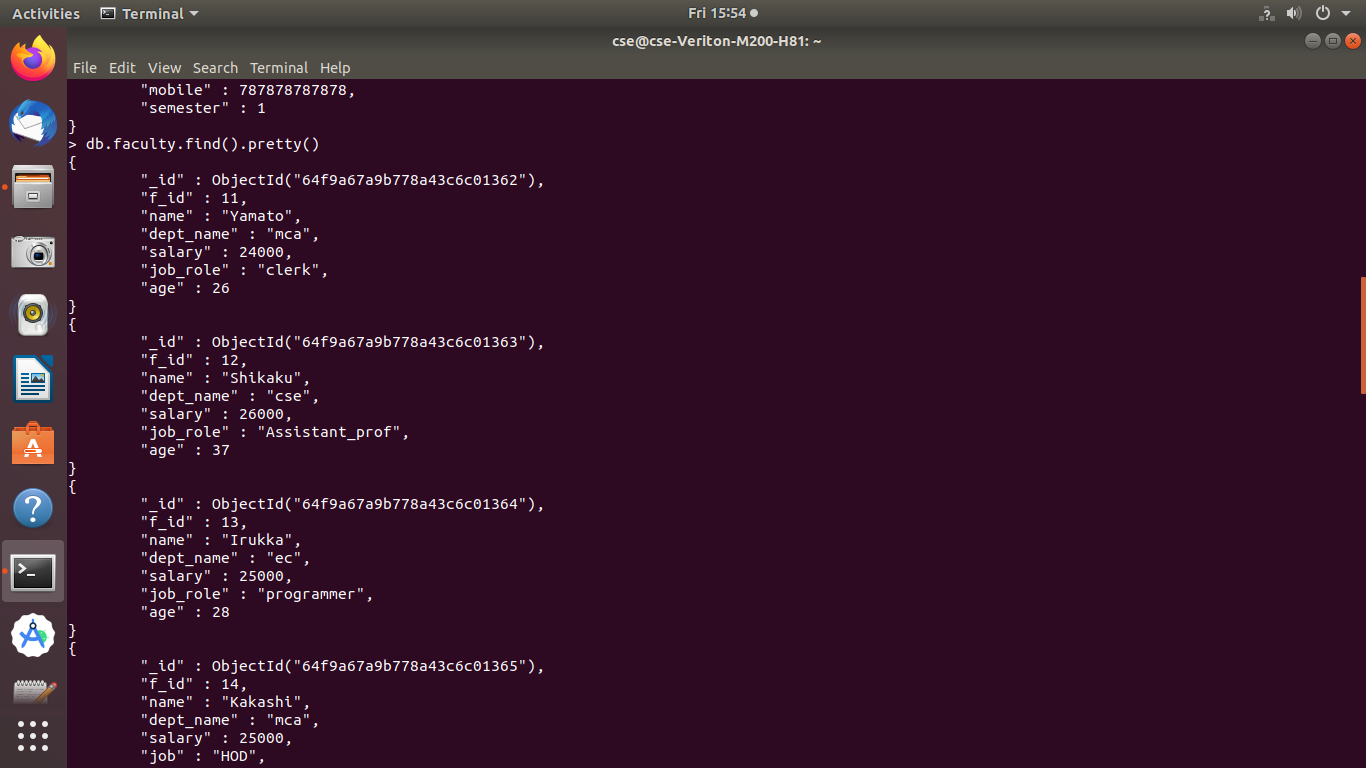 Activities Terminal Fri 15:54
cse@cse-Veriton-M200-H81: ~
File Edit View Search Terminal Help
"mobile" : 787878787878,
"semester" : 1
}
> db.faculty.find().pretty()
{
"_id" : ObjectId("64f9a67a9b778a43c6c01362"),
"f_id" : 11,
"name" : "Yamato",
"dept_name" : "mca",
"salary" : 24000,
"job_role" : "clerk",
"age" : 26
}
{
"_id" : ObjectId("64f9a67a9b778a43c6c01363"),
"f_id" : 12,
"name" : "Shikaku",
"dept_name" : "cse",
"salary" : 26000,
"job_role" : "Assistant_prof",
"age" : 37
}
{
"_id" : ObjectId("64f9a67a9b778a43c6c01364"),
"f_id" : 13,
"name" : "Irukka",
"dept_name" : "ec",
"salary" : 25000,
"job_role" : "programmer",
"age" : 28
}
{
"_id" : ObjectId("64f9a67a9b778a43c6c01365"),
"f_id" : 14,
"name" : "Kakashi",
"dept_name" : "mca",
"salary" : 25000,
"job" : "HOD",